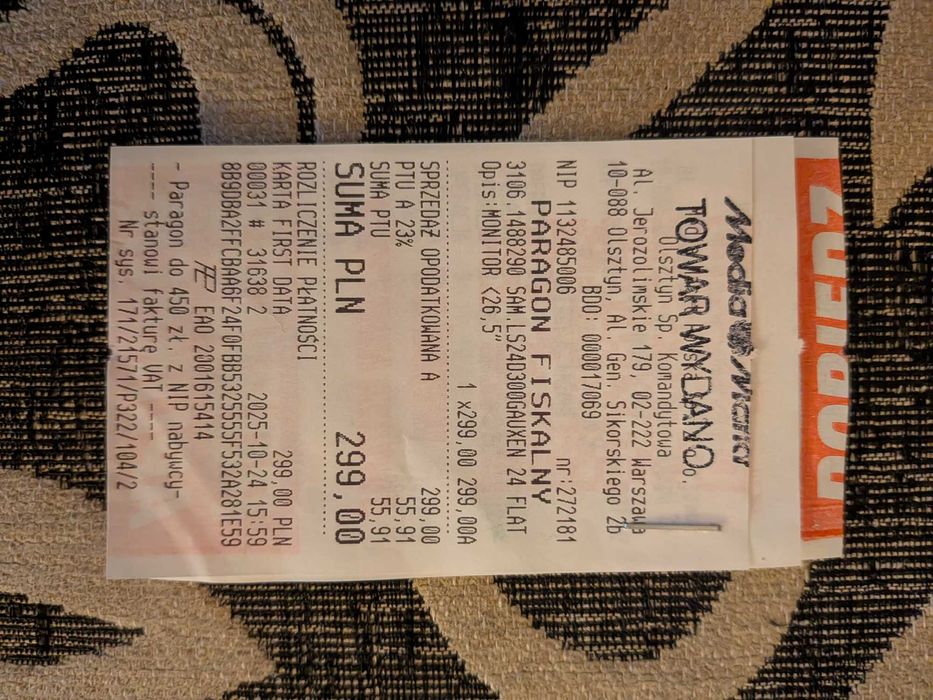 Media Markt
TOWAR WYDANO
Olsztyn Sp. Komandytowa
Al. Jerozolimskie 179, 02-222 Warszawa
10-088 Olsztyn, Al. Gen. Sikorskiego 2b
BDO: 000017069
NIP 1132485006 nr:272181
PARAGON FISKALNY
3106.1488290 SAM LS24D300GAUXEN 24 FLAT
Opis:MONITOR <26,5"
1 x299,00 299,00A
SPRZEDAŻ OPODATKOWANA A 299,00
PTU A 23% 55,91
SUMA PTU 55,91
SUMA PLN 299,00
ROZLICZENIE PŁATNOŚCI
KARTA FIRST DATA 299,00 PLN
00031 # 31638 2 2025-10-24 15:59
889DBA2FFEBAA6F24F0FBB5325555F532A281E59
EAO 2001615414
- Paragon do 450 zł. z NIP nabywcy-
---- stanowi fakturę VAT ----
Nr sys. 171/21571/P322/104/2